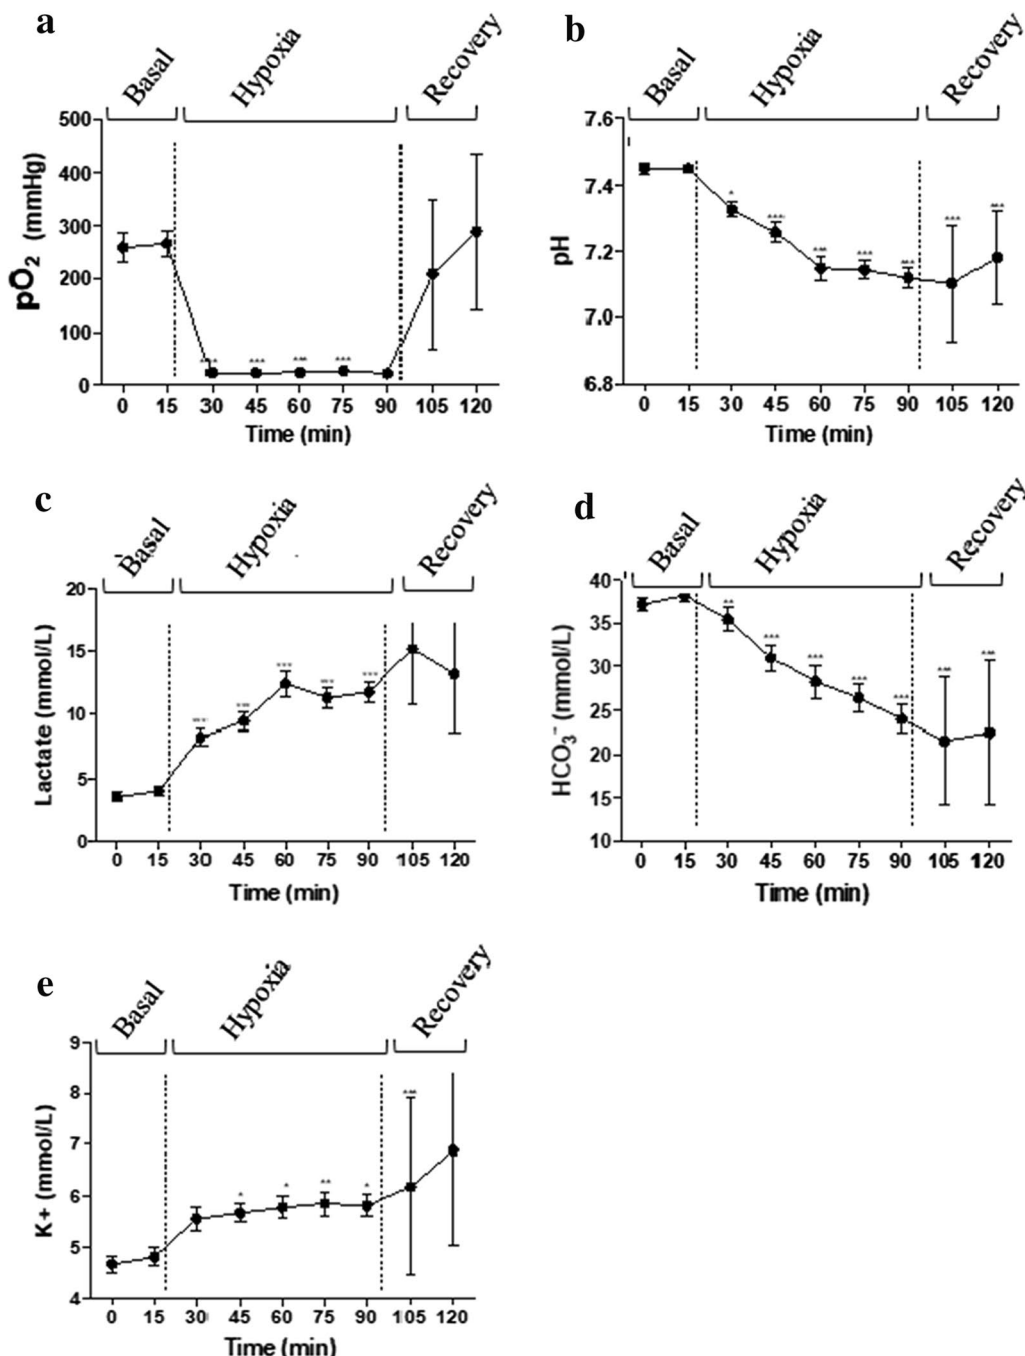 a
Basal
Hypoxia
Recovery
500
400
300
200
100
0
pO2 (mmHg)
0 15 30 45 60 75 90 105 120
Time (min)
*** *** *** ***
b
Basal
Hypoxia
Recovery
7.6
7.4
7.2
7.0
6.8
pH
* *** *** *** *** *** ***
0 15 30 45 60 75 90 105 120
Time (min)
c
Basal
Hypoxia
Recovery
20
15
10
5
0
Lactate (mmol/L)
*** *** *** *** ***
0 15 30 45 60 75 90 105 120
Time (min)
d
Basal
Hypoxia
Recovery
40
35
30
25
20
15
10
HCO3⁻ (mmol/L)
** *** *** *** *** *** ***
0 15 30 45 60 75 90 105 120
Time (min)
e
Basal
Hypoxia
Recovery
9
8
7
6
5
4
K+ (mmol/L)
* * ** * ***
0 15 30 45 60 75 90 105 120
Time (min)